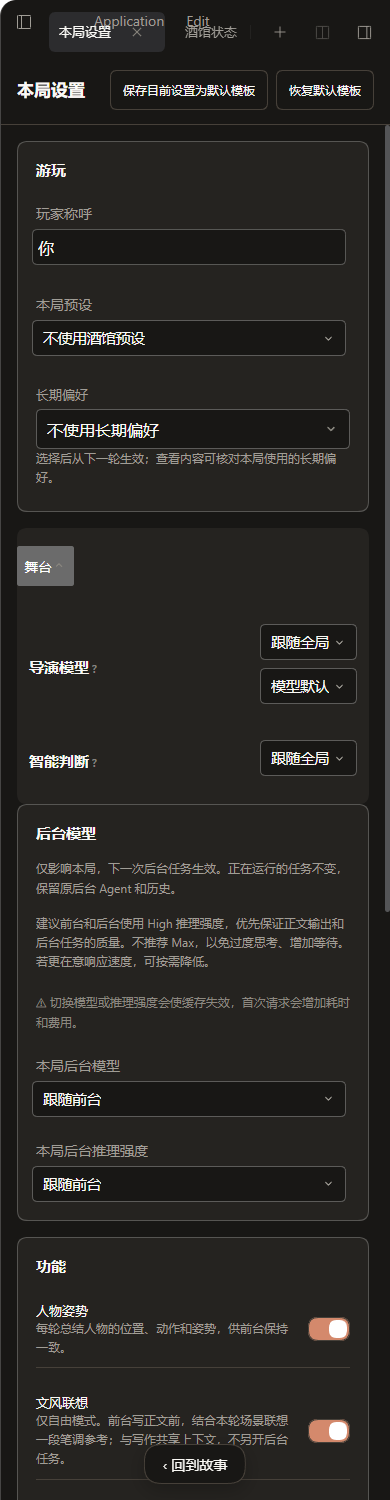 Application Edit
本局设置
酒馆状态
本局设置
保存目前设置为默认模板
恢复默认模板
游玩
玩家称呼
你
本局预设
不使用酒馆预设
长期偏好
不使用长期偏好
选择后从下一轮生效；查看内容可核对本局使用的长期偏
好。
舞台
跟随全局
导演模型 ?
模型默认
智能判断 ?
跟随全局
后台模型
仅影响本局，下一次后台任务生效。正在运行的任务不变，
保留原后台 Agent 和历史。
建议前台和后台使用 High 推理强度，优先保证正文输出和
后台任务的质量。不推荐 Max，以免过度思考、增加等待。
若更在意响应速度，可按需降低。
⚠ 切换模型或推理强度会使缓存失效，首次请求会增加耗时
和费用。
本局后台模型
跟随前台
本局后台推理强度
跟随前台
功能
人物姿势
每轮总结人物的位置、动作和姿势，供前台保持
一致。
文风联想
仅自由模式。前台写正文前，结合本轮场景联想
一段笔调参考；与写作共享上下文，不另开后台
任务。
‹ 回到故事